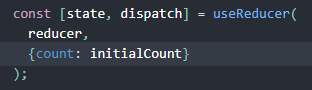 const [state, dispatch] = useReducer(
  reducer,
  {count: initialCount}
);